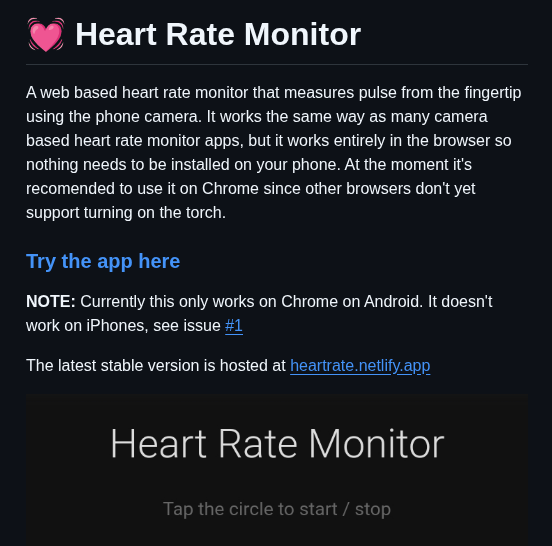 Heart Rate Monitor
A web based heart rate monitor that measures pulse from the fingertip
using the phone camera. It works the same way as many camera
based heart rate monitor apps, but it works entirely in the browser so
nothing needs to be installed on your phone. At the moment it's
recomended to use it on Chrome since other browsers don't yet
support turning on the torch.
Try the app here
NOTE: Currently this only works on Chrome on Android. It doesn't
work on iPhones, see issue #1
The latest stable version is hosted at heartrate.netlify.app
Heart Rate Monitor
Tap the circle to start / stop